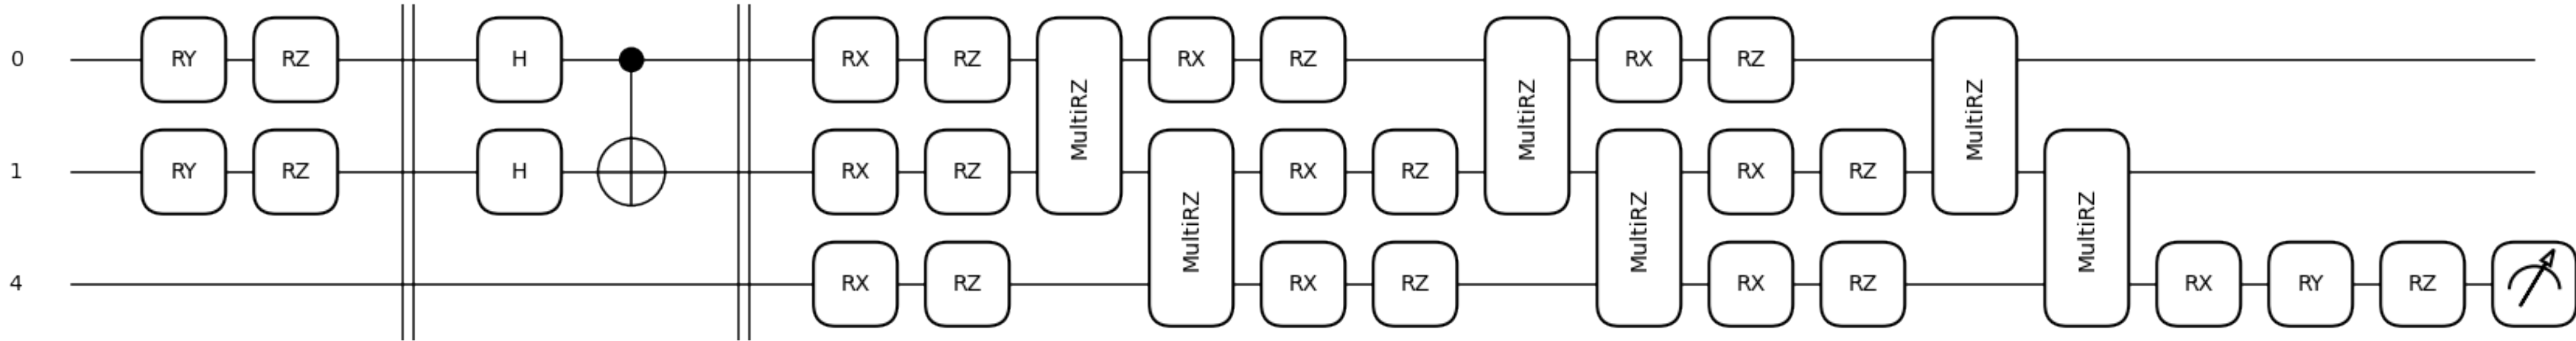 0 RY RZ H RX RZ MultiRZ RX RZ MultiRZ RX RZ MultiRZ
1 RY RZ H RX RZ MultiRZ RX RZ MultiRZ RX RZ MultiRZ
4 RX RZ RX RZ RX RZ RX RY RZ